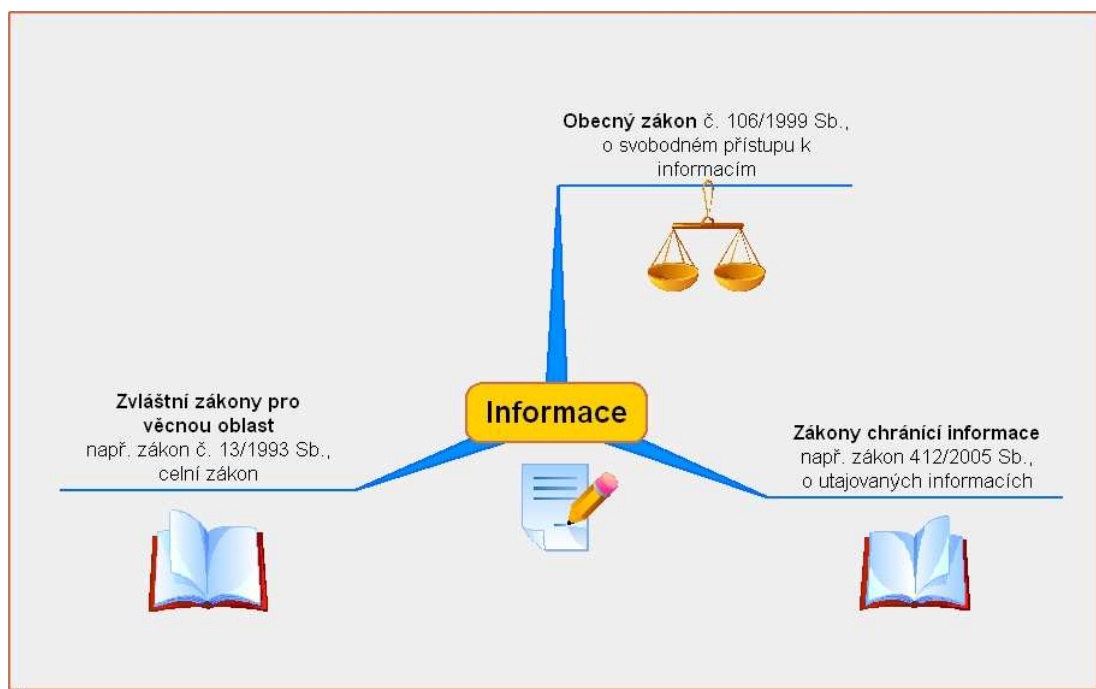 Obecný zákon č. 106/1999 Sb.,
o svobodném přístupu k
informacím
Informace
Zvláštní zákony pro
věcnou oblast
např. zákon č. 13/1993 Sb.,
celní zákon
Zákony chránící informace
např. zákon 412/2005 Sb.,
o utajovaných informacích